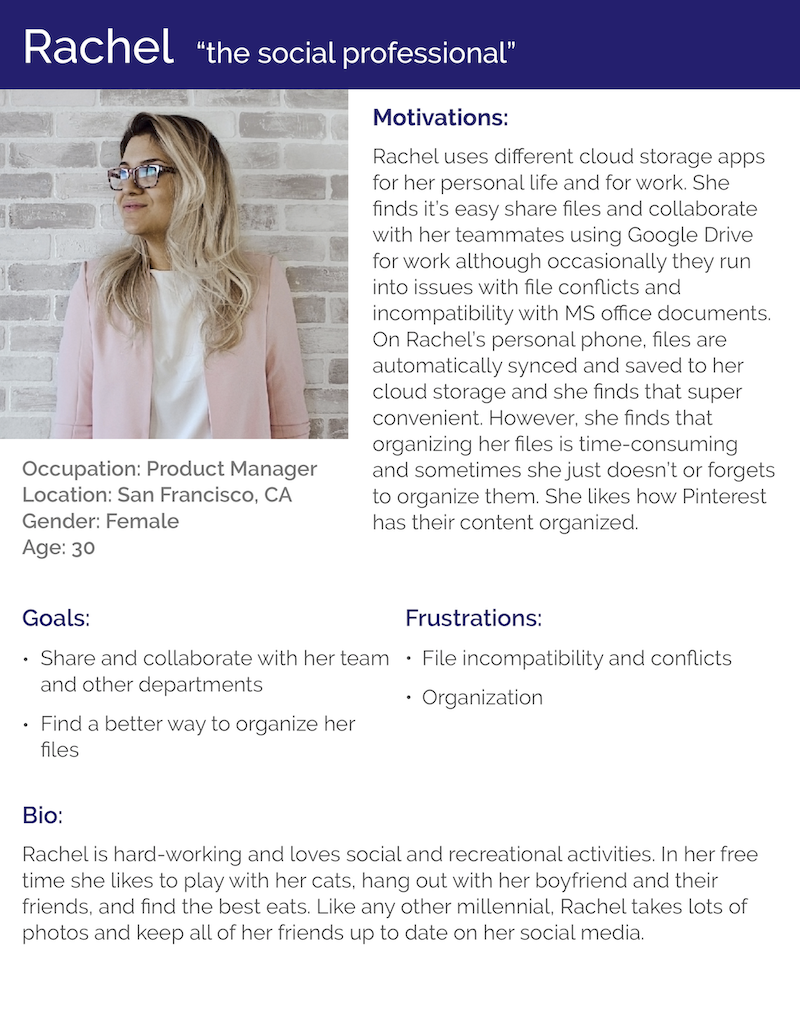 Rachel “the social professional”
Motivations:
Rachel uses different cloud storage apps
for her personal life and for work. She
finds it’s easy share files and collaborate
with her teammates using Google Drive
for work although occasionally they run
into issues with file conflicts and
incompatibility with MS office documents.
On Rachel’s personal phone, files are
automatically synced and saved to her
cloud storage and she finds that super
convenient. However, she finds that
organizing her files is time-consuming
and sometimes she just doesn’t or forgets
to organize them. She likes how Pinterest
has their content organized.
Occupation: Product Manager
Location: San Francisco, CA
Gender: Female
Age: 30
Goals:
• Share and collaborate with her team
and other departments
• Find a better way to organize her
files
Frustrations:
• File incompatibility and conflicts
• Organization
Bio:
Rachel is hard-working and loves social and recreational activities. In her free
time she likes to play with her cats, hang out with her boyfriend and their
friends, and find the best eats. Like any other millennial, Rachel takes lots of
photos and keep all of her friends up to date on her social media.